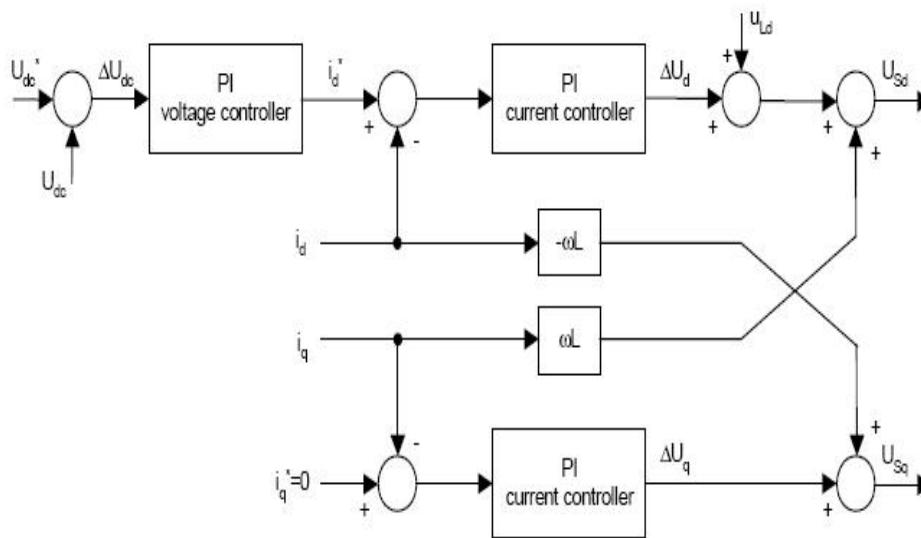 U_dc*
ΔU_dc
PI
voltage controller
i_d*
+
-
PI
current controller
ΔU_d
u_Ld
+
+
+
+
U_Sd
U_dc
i_d
-ωL
i_q
ωL
i_q*=0
+
-
PI
current controller
ΔU_q
+
+
U_Sq